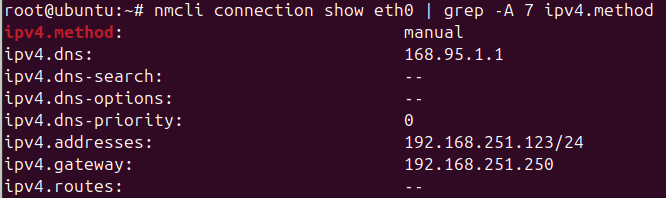 root@ubuntu:~# nmcli connection show eth0 | grep -A 7 ipv4.method
ipv4.method:                            manual
ipv4.dns:                               168.95.1.1
ipv4.dns-search:                        --
ipv4.dns-options:                       --
ipv4.dns-priority:                      0
ipv4.addresses:                         192.168.251.123/24
ipv4.gateway:                           192.168.251.250
ipv4.routes:                            --